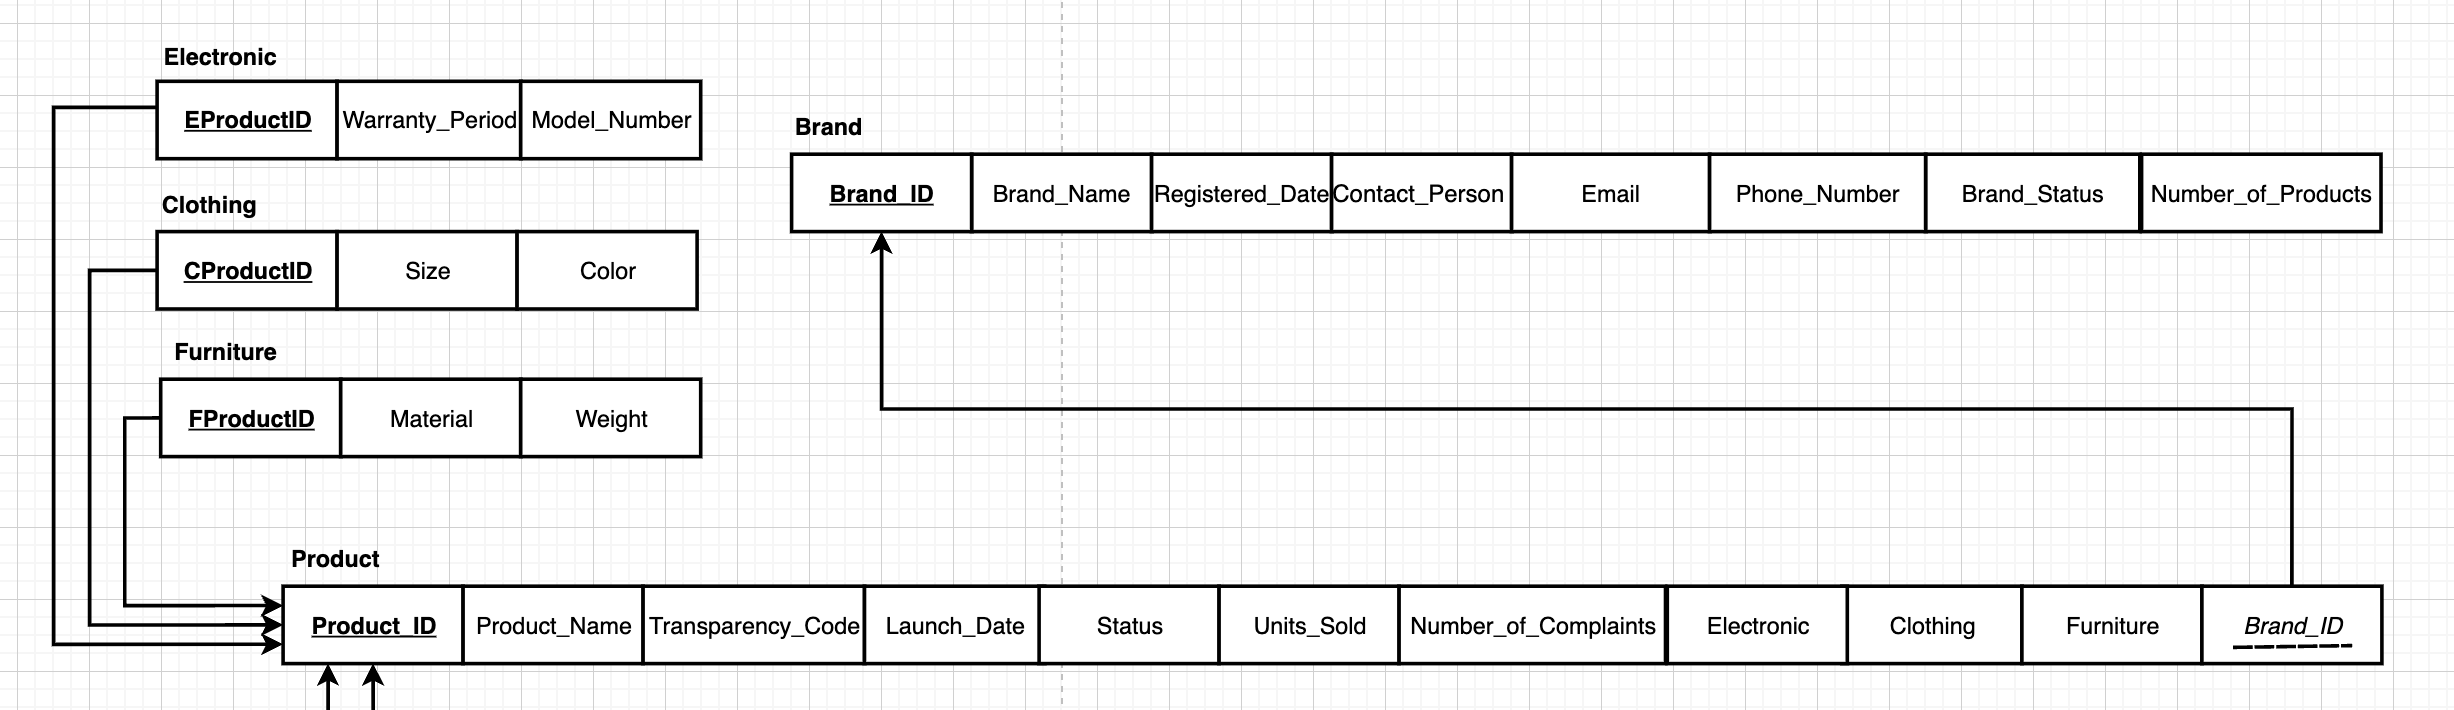 Electronic
EProductID Warranty_Period Model_Number
Clothing
CProductID Size Color
Furniture
FProductID Material Weight
Brand
Brand_ID Brand_Name Registered_Date Contact_Person Email Phone_Number Brand_Status Number_of_Products
Product
Product_ID Product_Name Transparency_Code Launch_Date Status Units_Sold Number_of_Complaints Electronic Clothing Furniture Brand_ID